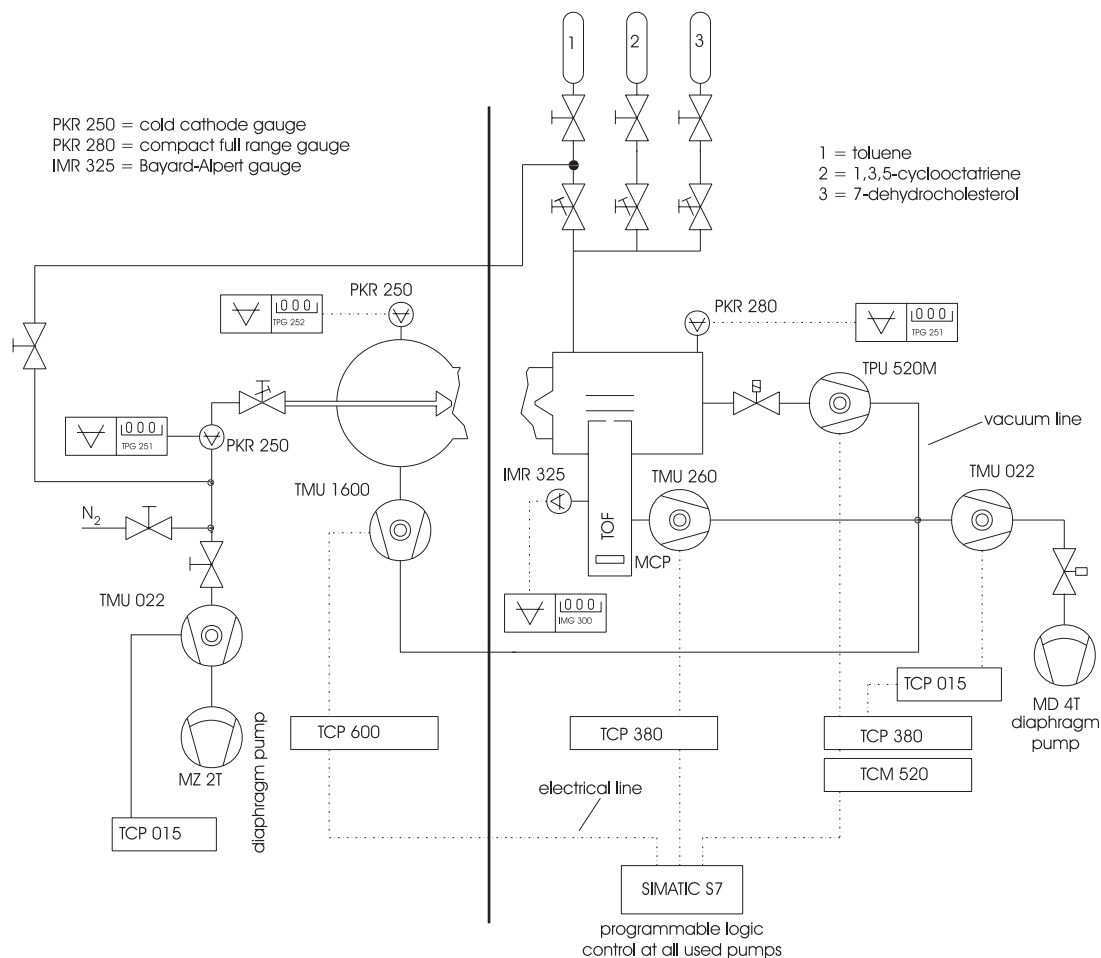 1
2
3
PKR 250 = cold cathode gauge
PKR 280 = compact full range gauge
IMR 325 = Bayard-Alpert gauge
1 = toluene
2 = 1,3,5-cyclooctatriene
3 = 7-dehydrocholesterol
PKR 250
000
TPG 252
PKR 280
000
TPG 251
TPU 520M
000
TPG 251
PKR 250
vacuum line
TMU 1600
IMR 325
TMU 260
TMU 022
N2
TOF
MCP
000
IMG 300
TMU 022
TCP 015
MD 4T
diaphragm
pump
TCP 600
TCP 380
TCP 380
MZ 2T
diaphragm pump
TCM 520
electrical line
TCP 015
SIMATIC S7
programmable logic
control at all used pumps